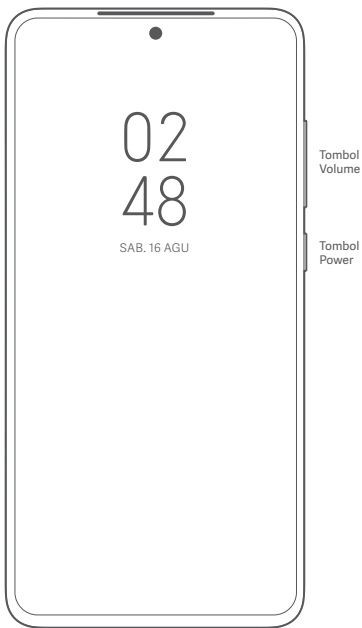 02
48
SAB. 16 AGU
Tombol
Volume
Tombol
Power